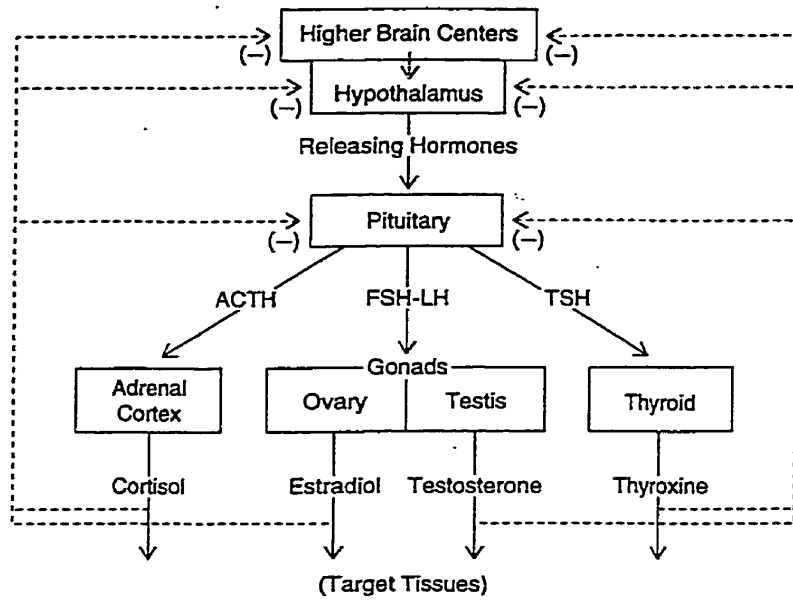 Higher Brain Centers
(–) (–)
Hypothalamus
(–) (–)
Releasing Hormones
Pituitary
(–) (–)
ACTH FSH-LH TSH
Gonads
Adrenal Cortex Ovary Testis Thyroid
Cortisol Estradiol Testosterone Thyroxine
(Target Tissues)